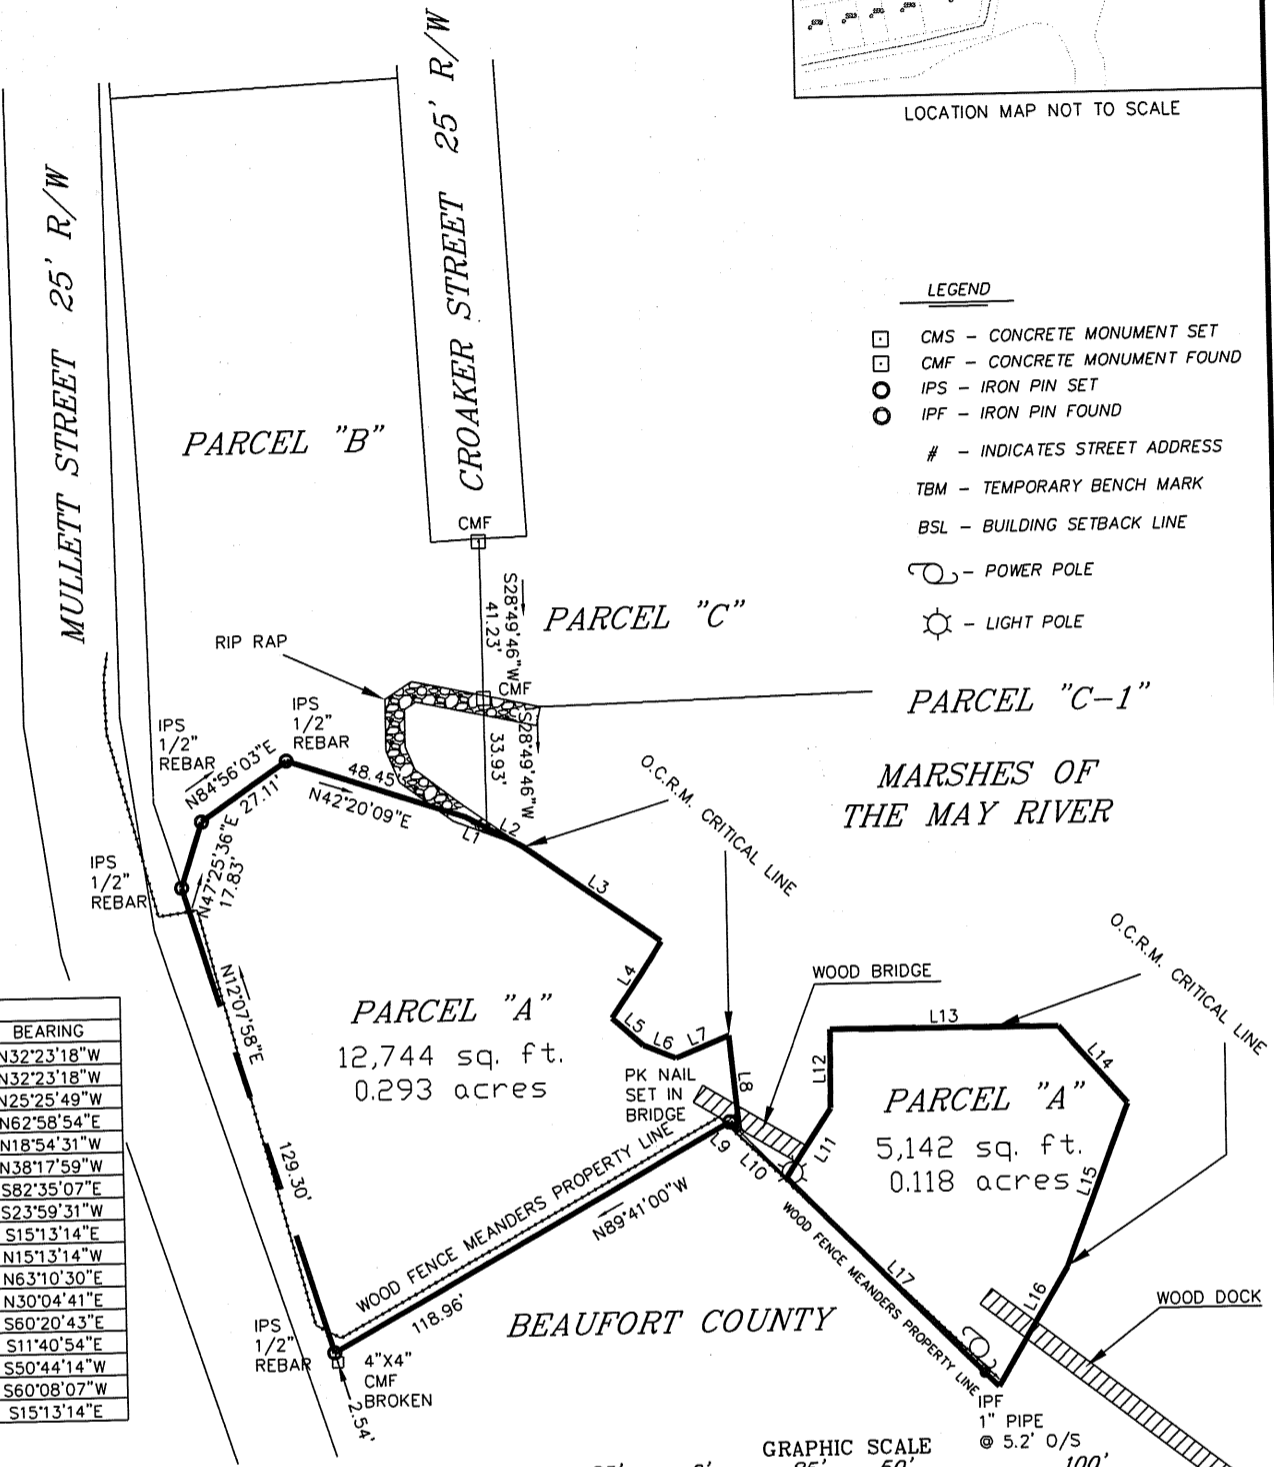 LOCATION MAP NOT TO SCALE
MULLETT STREET 25' R/W
CROAKER STREET 25' R/W
LEGEND
CMS - CONCRETE MONUMENT SET
CMF - CONCRETE MONUMENT FOUND
IPS - IRON PIN SET
IPF - IRON PIN FOUND
# - INDICATES STREET ADDRESS
TBM - TEMPORARY BENCH MARK
BSL - BUILDING SETBACK LINE
- POWER POLE
- LIGHT POLE
PARCEL "B"
CMF
S28°49'46"W
41.23'
PARCEL "C"
RIP RAP
CMF
PARCEL "C-1"
S28°49'46"W
33.93'
MARSHES OF
THE MAY RIVER
IPS
1/2"
REBAR
IPS
1/2"
REBAR
N84°56'03"E
27.11'
48.45'
N42°20'09"E
L1
L2
O.C.R.M. CRITICAL LINE
IPS
1/2"
REBAR
N47°25'36"E
17.83'
L3
L4
L5
L6
L7
L8
N12°07'58"E
129.30'
PARCEL "A"
12,744 sq. ft.
0.293 acres
PK NAIL
SET IN
BRIDGE
WOOD BRIDGE
O.C.R.M. CRITICAL LINE
L9
L10
L11
L12
L13
L14
L15
L16
L17
PARCEL "A"
5,142 sq. ft.
0.118 acres
WOOD FENCE MEANDERS PROPERTY LINE
N89°41'00"W
118.96'
WOOD FENCE MEANDERS PROPERTY LINE
BEAUFORT COUNTY
WOOD DOCK
IPS
1/2"
REBAR
4"X4"
CMF
BROKEN
2.54'
IPF
1" PIPE
@ 5.2' O/S
BEARING
N32°23'18"W
N32°23'18"W
N25°25'49"W
N62°58'54"E
N18°54'31"W
N38°17'59"W
S82°35'07"E
S23°59'31"W
S15°13'14"E
N15°13'14"W
N63°10'30"E
N30°04'41"E
S60°20'43"E
S11°40'54"E
S50°44'14"W
S60°08'07"W
S15°13'14"E
GRAPHIC SCALE
100'